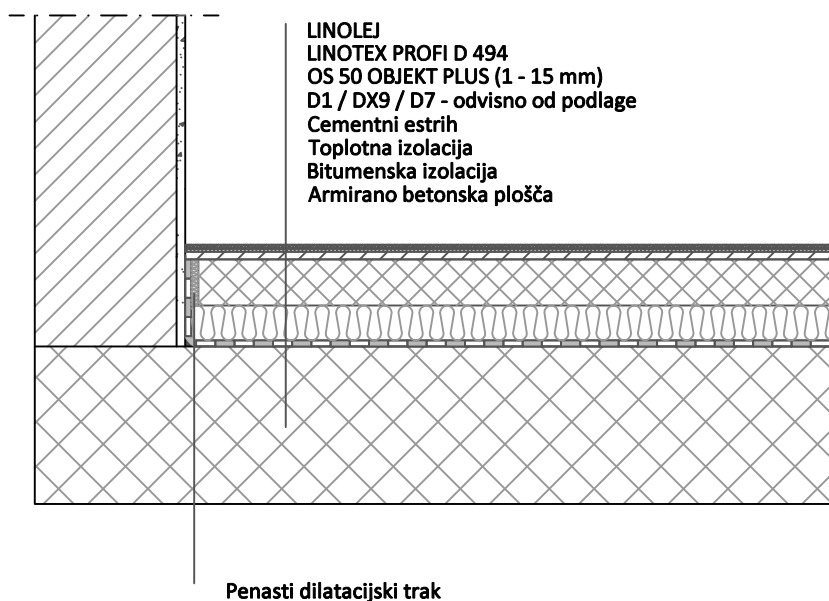 LINOLEJ
LINOTEX PROFI D 494
OS 50 OBJEKT PLUS (1 - 15 mm)
D1 / DX9 / D7 - odvisno od podlage
Cementni estrih
Toplotna izolacija
Bitumenska izolacija
Armirano betonska plošča
Penasti dilatacijski trak